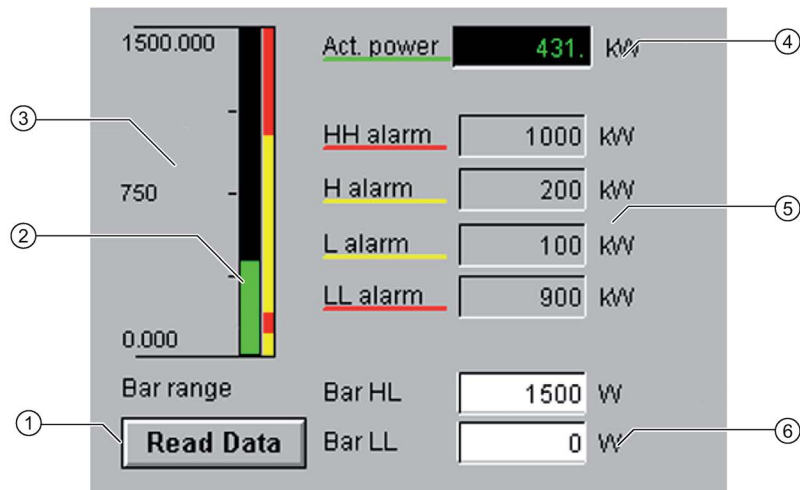 1500.000
Act. power 431. kW
4
3
HH alarm 1000 kW
750
H alarm 200 kW
5
2
L alarm 100 kW
LL alarm 900 kW
0.000
Bar range
Bar HL 1500 W
1
Read Data
Bar LL 0 W
6